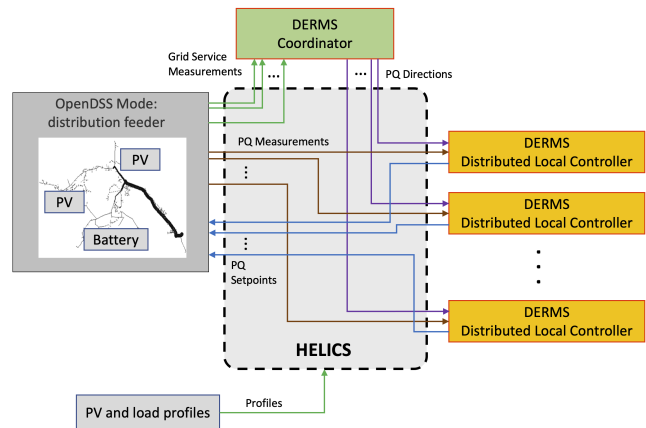 DERMS
Coordinator
Grid Service
Measurements
...
...
PQ Directions
OpenDSS Mode:
distribution feeder
PV
PV
Battery
PQ Measurements
...
...
PQ
Setpoints
DERMS
Distributed Local Controller
DERMS
Distributed Local Controller
...
DERMS
Distributed Local Controller
HELICS
PV and load profiles
Profiles